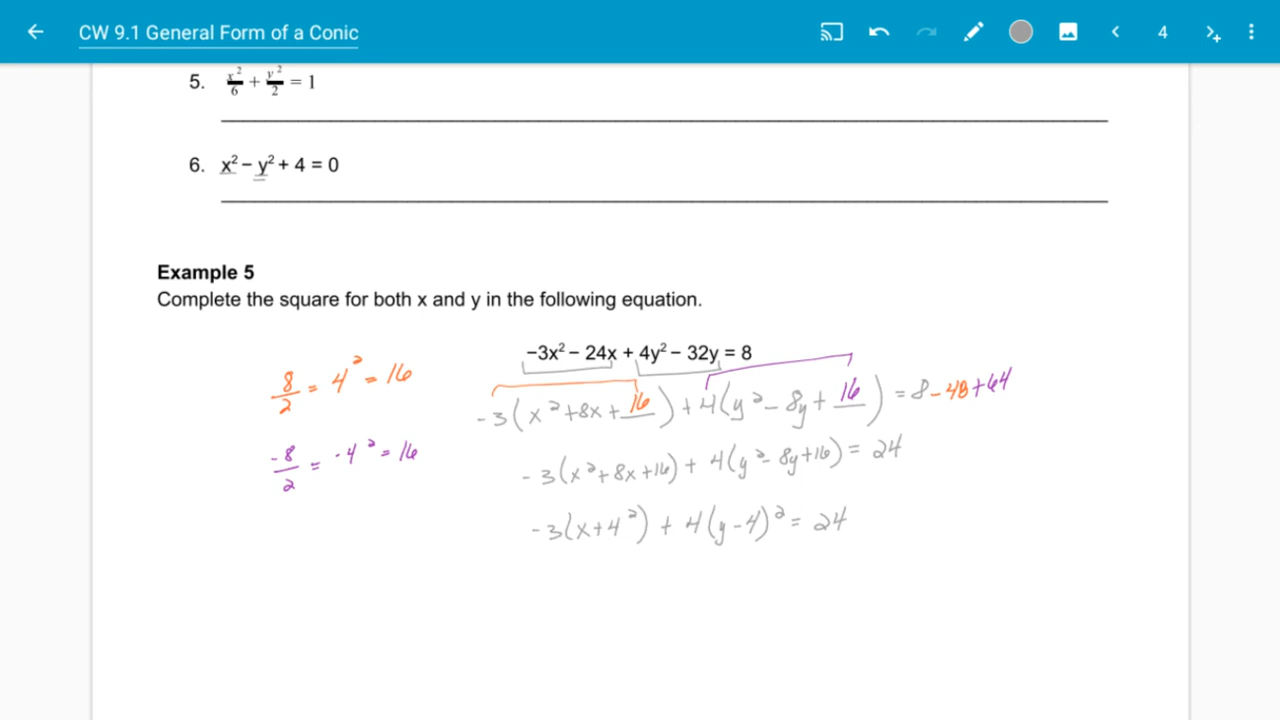 CW 9.1 General Form of a Conic
4
5. x²/6 + y²/2 = 1
6. x² − y² + 4 = 0
Example 5
Complete the square for both x and y in the following equation.
−3x² − 24x + 4y² − 32y = 8
8/2 = 4² = 16
-3(x² + 8x + 16) + 4(y² - 8y + 16) = 8 - 48 + 64
-8/2 = -4² = 16
-3(x² + 8x + 16) + 4(y² - 8y + 16) = 24
-3(x + 4²) + 4(y - 4)² = 24